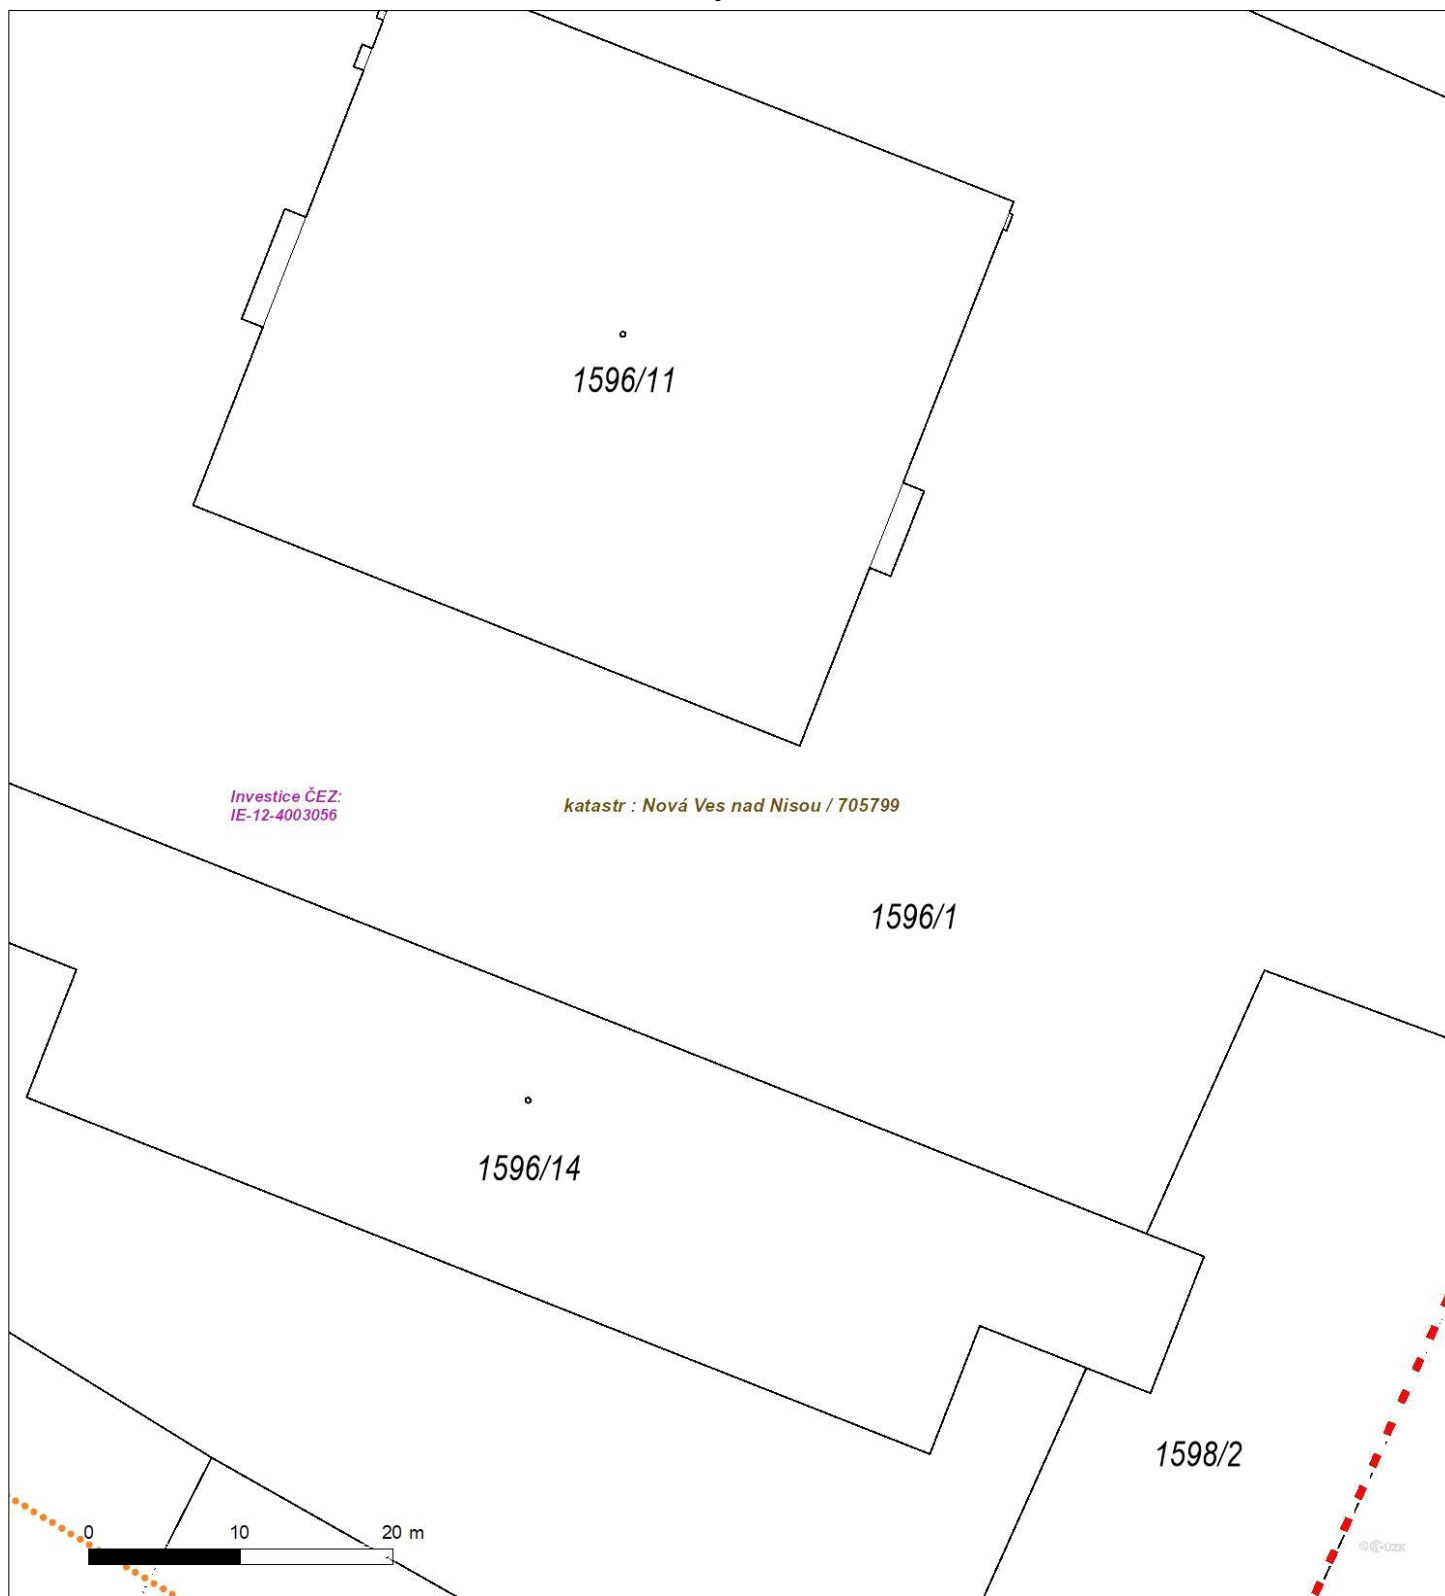 1596/11
Investice ČEZ:
IE-12-4003056
katastr : Nová Ves nad Nisou / 705799
1596/1
1596/14
1598/2
0 10 20 m